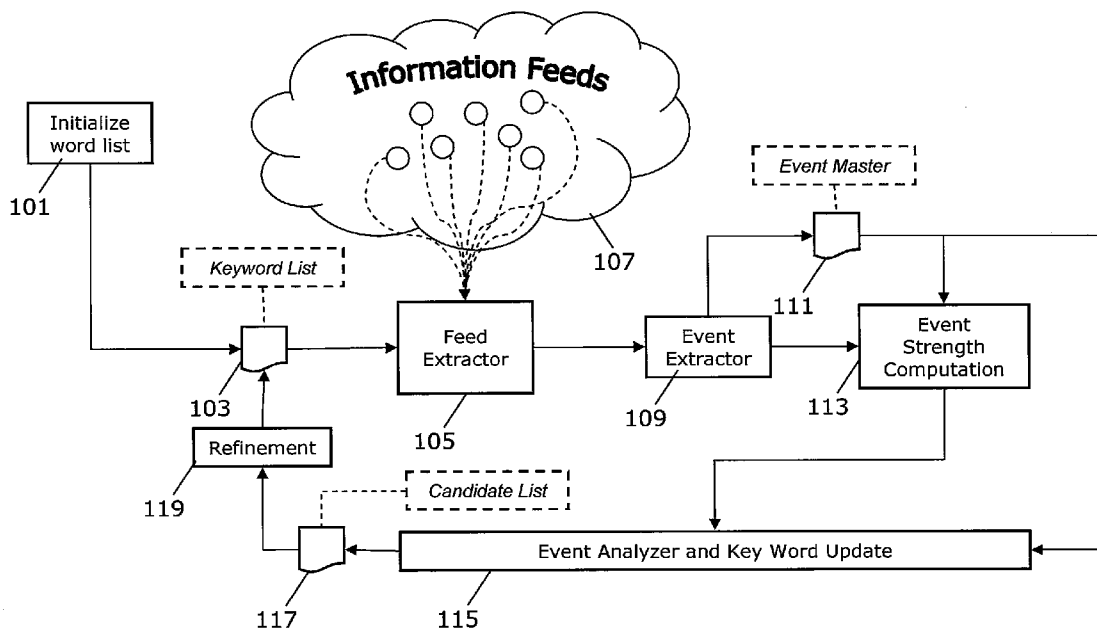 Information Feeds
Initialize
word list
101
Event Master
107
111
Keyword List
103
Feed
Extractor
105
Event
Extractor
109
Event
Strength
Computation
113
Refinement
119
Candidate List
117
Event Analyzer and Key Word Update
115